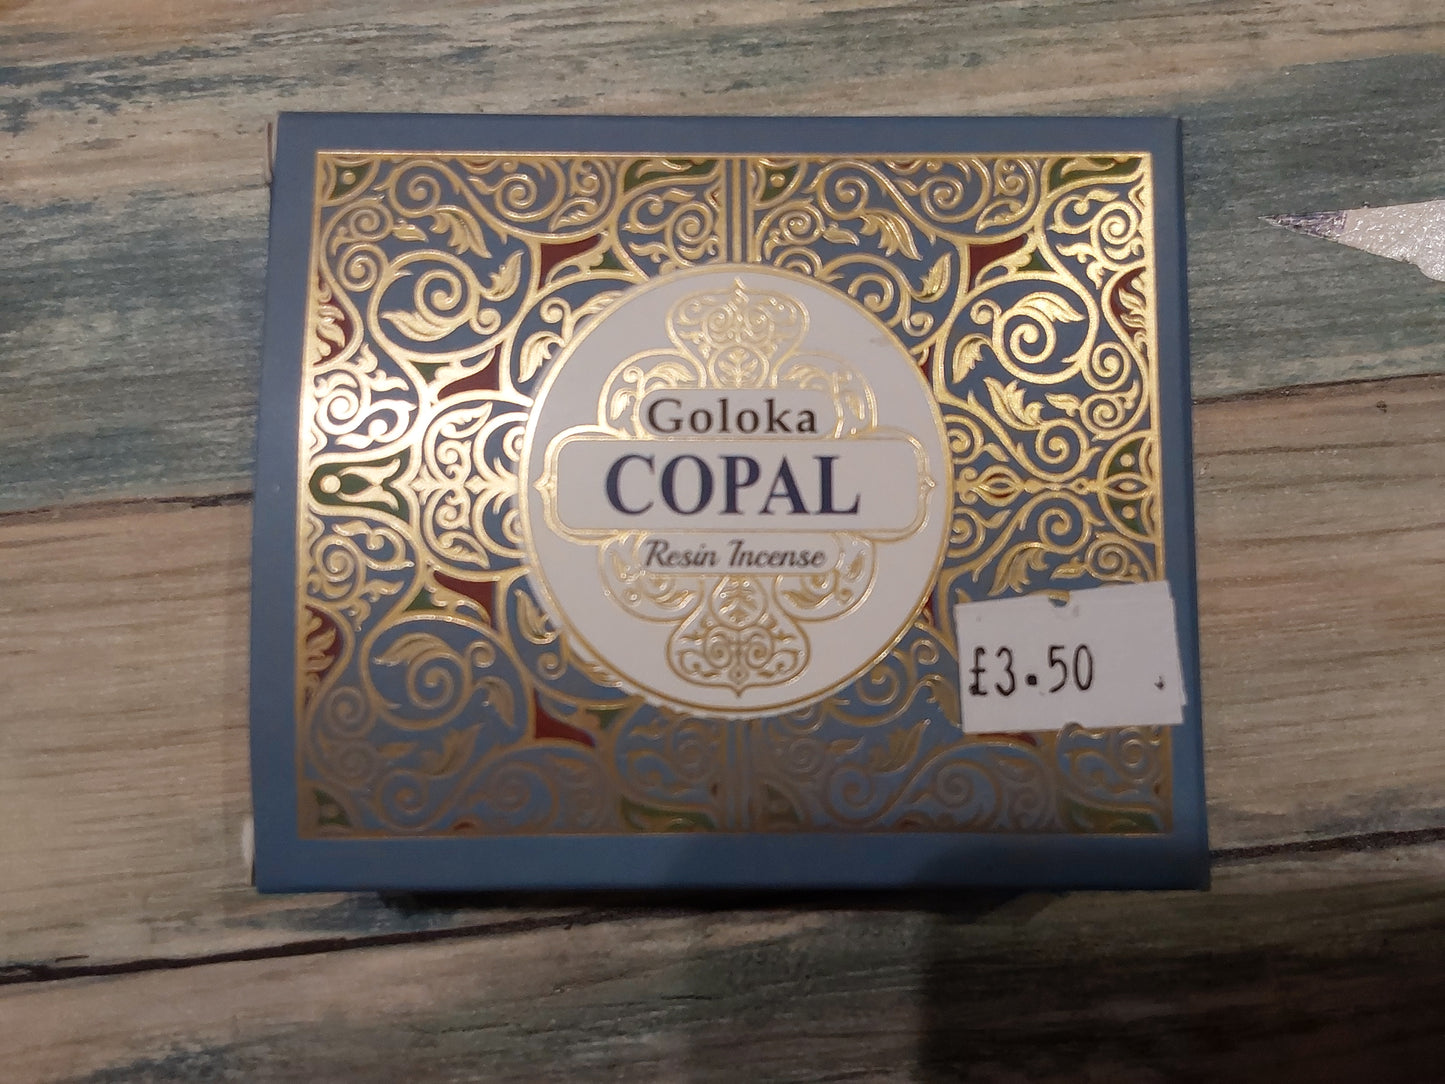 Goloka
COPAL
Resin Incense
£3.50